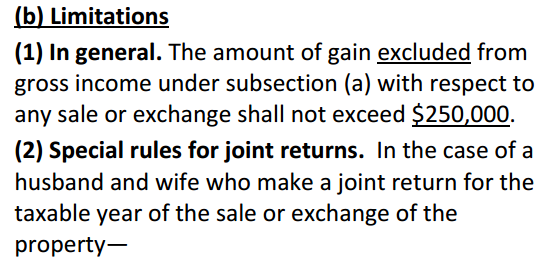 (b) Limitations
(1) In general. The amount of gain excluded from
gross income under subsection (a) with respect to
any sale or exchange shall not exceed $250,000.
(2) Special rules for joint returns.  In the case of a
husband and wife who make a joint return for the
taxable year of the sale or exchange of the
property—